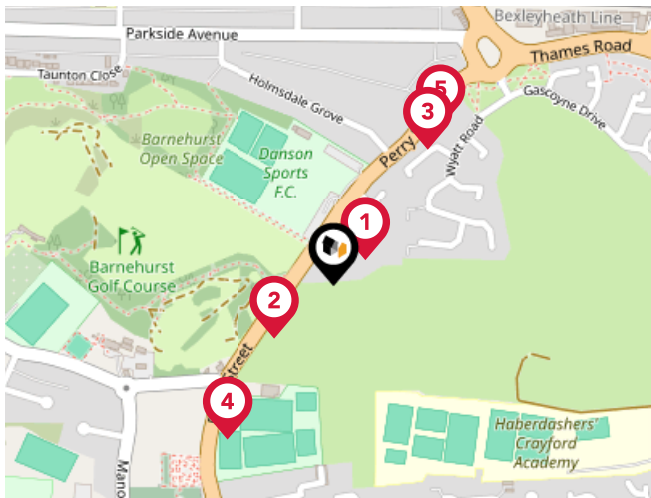 Bexleyheath Line
Parkside Avenue
Thames Road
Taunton Close
Holmsdale Grove
5
Gascoyne Drive
3
Barnehurst
Open Space
Danson
Sports
F.C.
Perry
Wyatt Road
1
Barnehurst
Golf Course
2
Street
4
Haberdashers'
Crayford
Academy
Mano